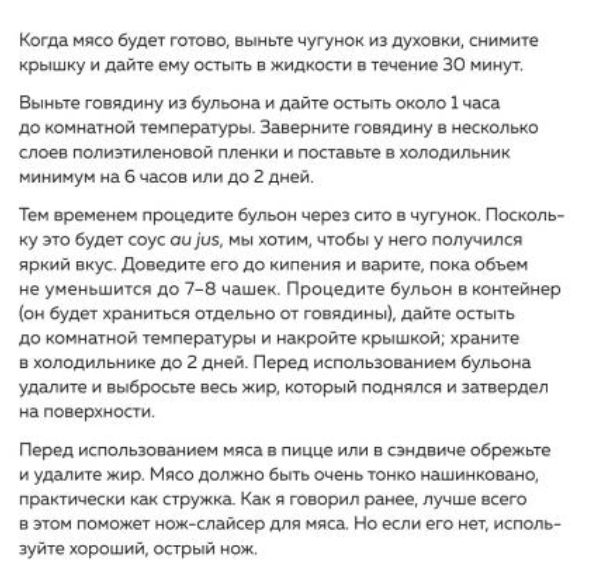 Когда мясо будет готово, выньте чугунок из духовки, снимите
крышку и дайте ему остыть в жидкости в течение 30 минут.
Выньте говядину из бульона и дайте остыть около 1 часа
до комнатной температуры. Заверните говядину в несколько
слоев полиэтиленовой пленки и поставьте в холодильник
минимум на 6 часов или до 2 дней.
Тем временем процедите бульон через сито в чугунок. Посколь-
ку это будет соус au jus, мы хотим, чтобы у него получился
яркий вкус. Доведите его до кипения и варите, пока объем
не уменьшится до 7–8 чашек. Процедите бульон в контейнер
(он будет храниться отдельно от говядины), дайте остыть
до комнатной температуры и накройте крышкой; храните
в холодильнике до 2 дней. Перед использованием бульона
удалите и выбросьте весь жир, который поднялся и затвердел
на поверхности.
Перед использованием мяса в пицце или в сэндвиче обрежьте
и удалите жир. Мясо должно быть очень тонко нашинковано,
практически как стружка. Как я говорил ранее, лучше всего
в этом поможет нож-слайсер для мяса. Но если его нет, исполь-
зуйте хороший, острый нож.